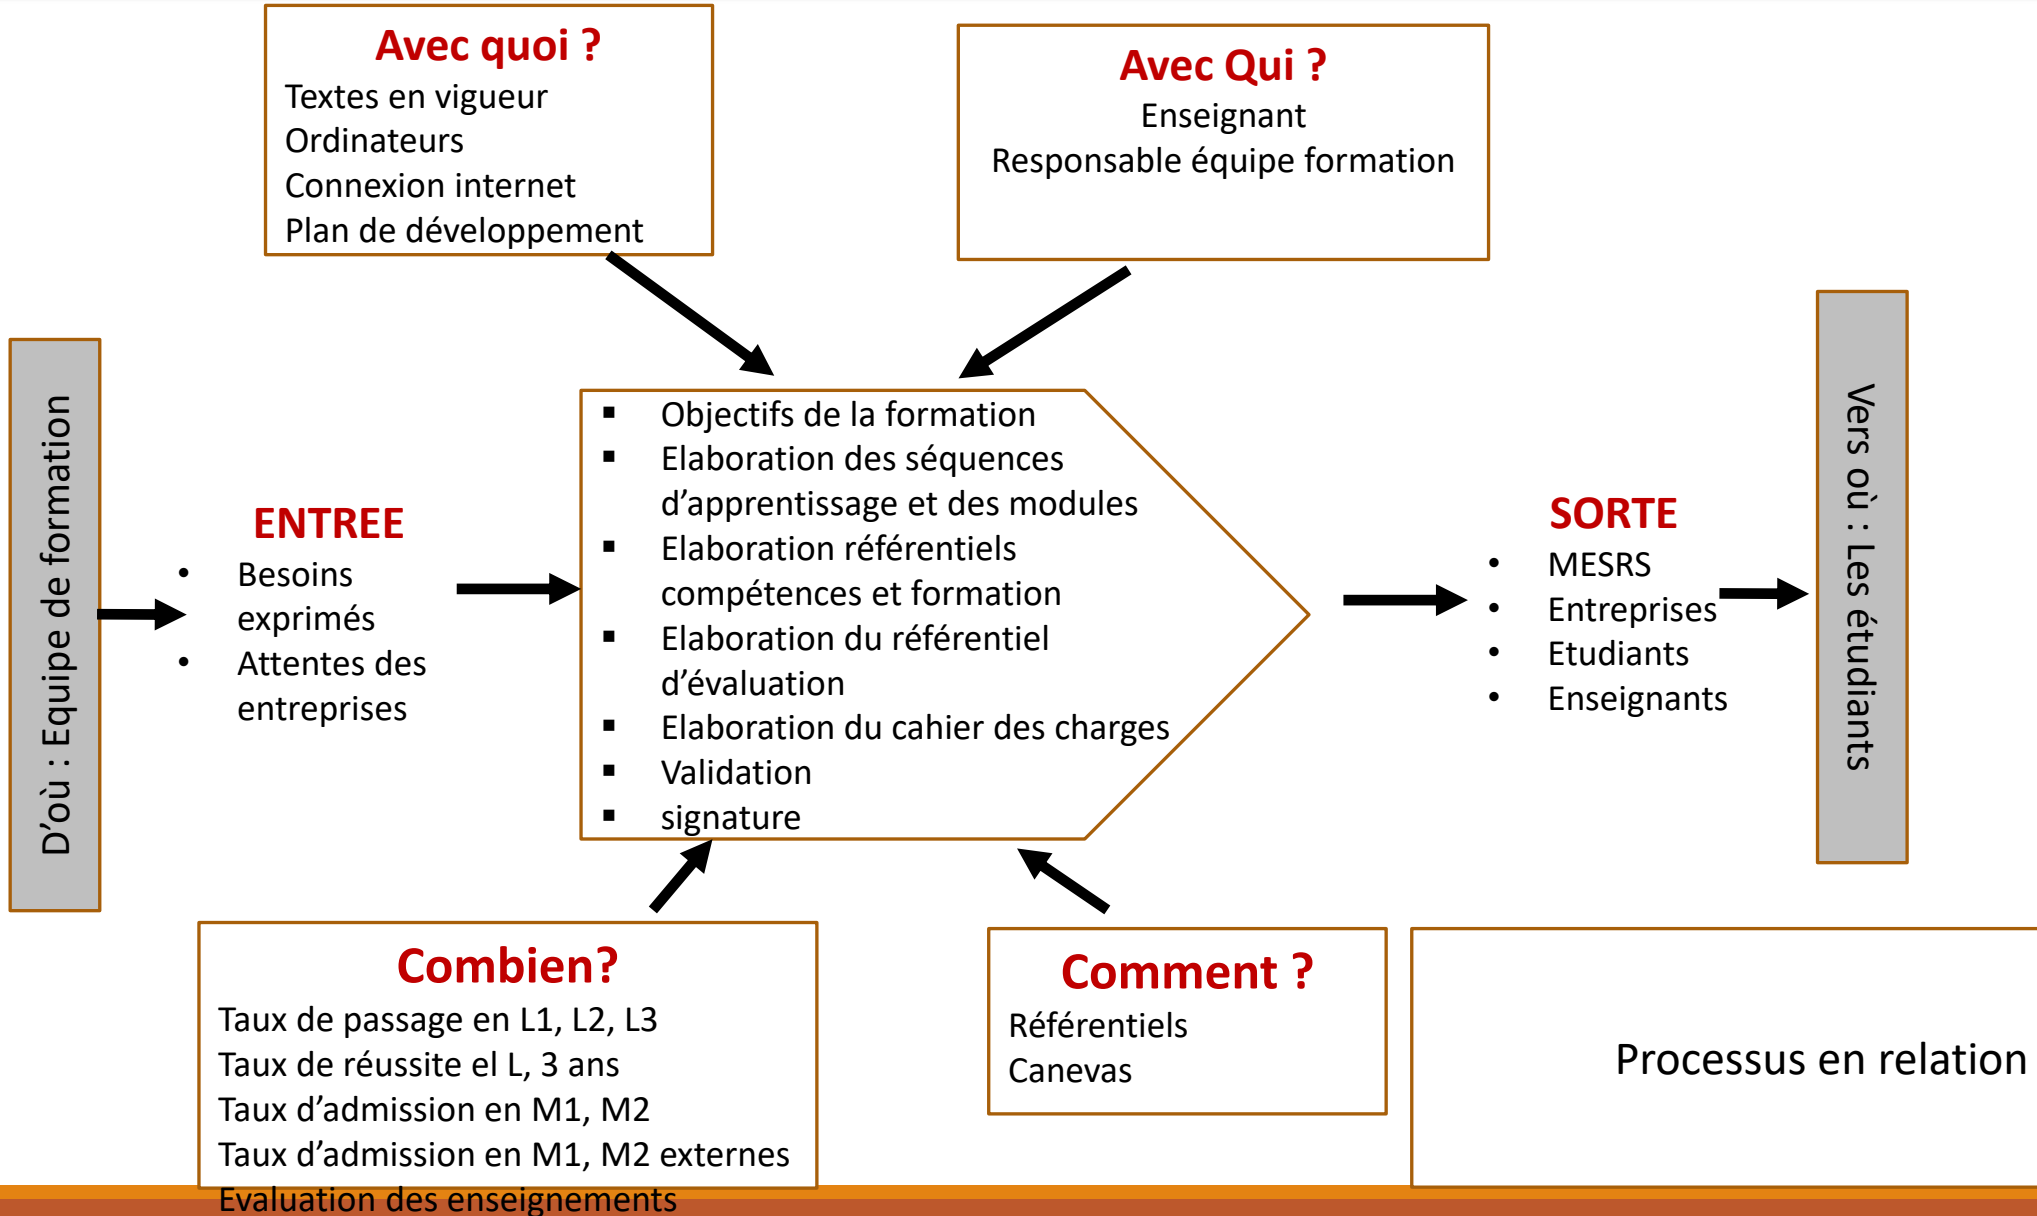 Avec quoi ?
Textes en vigueur
Ordinateurs
Connexion internet
Plan de développement
Avec Qui ?
Enseignant
Responsable équipe formation
D’où : Equipe de formation
ENTREE
• Besoins
exprimés
• Attentes des
entreprises
▪ Objectifs de la formation
▪ Elaboration des séquences
d’apprentissage et des modules
▪ Elaboration référentiels
compétences et formation
▪ Elaboration du référentiel
d’évaluation
▪ Elaboration du cahier des charges
▪ Validation
▪ signature
SORTE
• MESRS
• Entreprises
• Etudiants
• Enseignants
Vers où : Les étudiants
Combien?
Taux de passage en L1, L2, L3
Taux de réussite el L, 3 ans
Taux d’admission en M1, M2
Taux d’admission en M1, M2 externes
Evaluation des enseignements
Comment ?
Référentiels
Canevas
Processus en relation